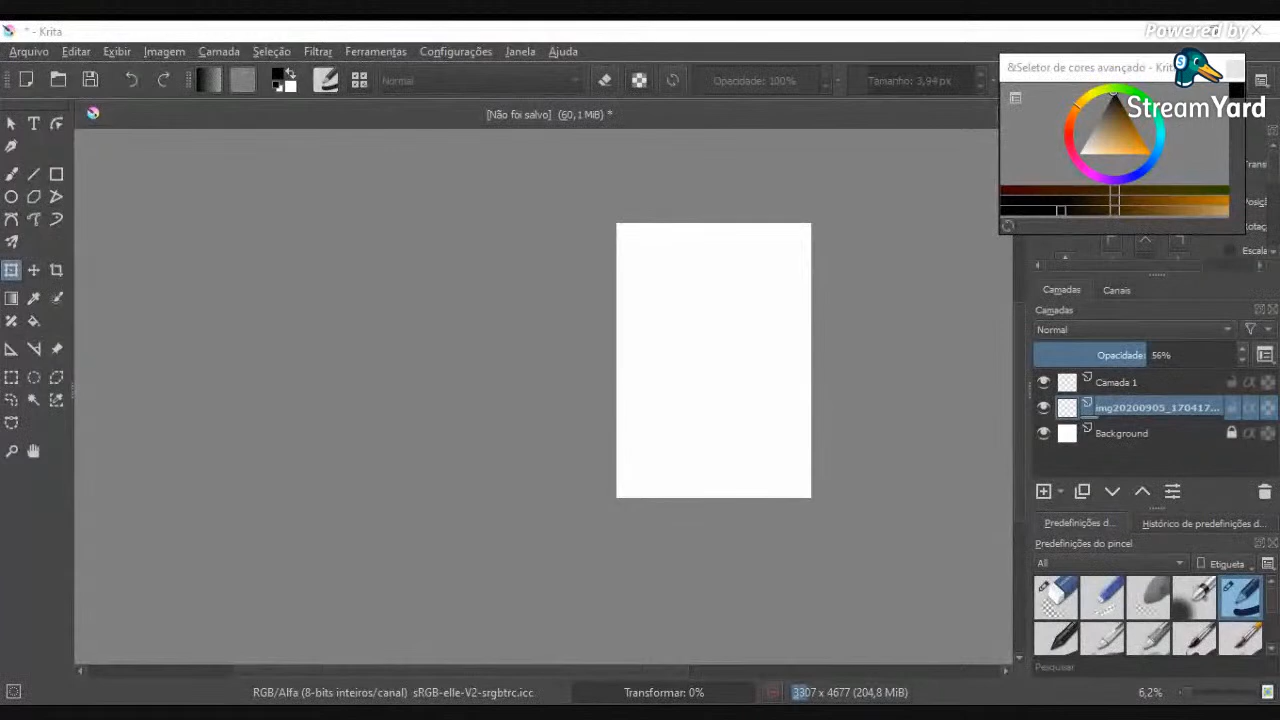 * - Krita
Powered by
Arquivo Editar Exibir Imagem Camada Seleção Filtrar Ferramentas Configurações Janela Ajuda
&Seletor de cores avançado - Krit
StreamYard
Normal
Opacidade: 100%
Tamanho: 3,94 px
[Não foi salvo] (60,1 MiB) *
Trans
Posiçã
Rotaç
Escala
Camadas Canais
Camadas
Normal
Opacidade: 56%
Camada 1
img20200905_170417...
Background
Predefinições d... Histórico de predefinições d...
Predefinições do pincel
All
Etiqueta
Pesquisar
RGB/Alfa (8-bits inteiros/canal) sRGB-elle-V2-srgbtrc.icc
Transformar: 0%
3307 x 4677 (204,8 MiB)
6,2%